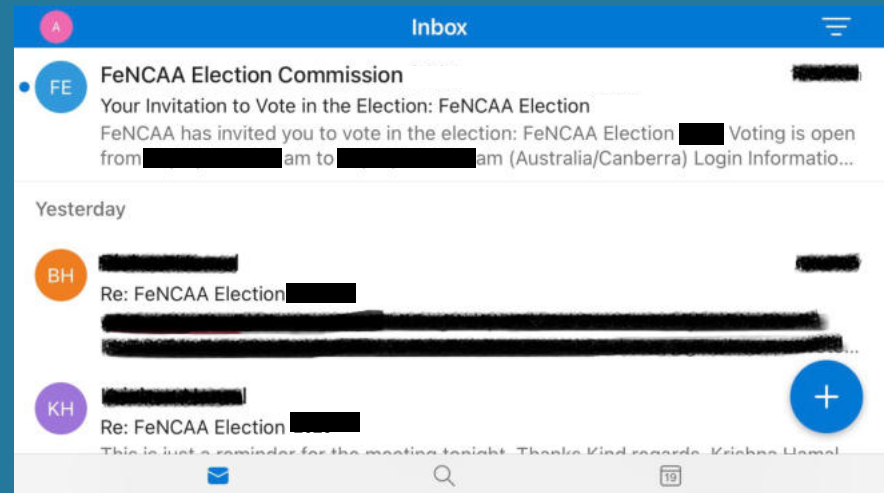 A
Inbox
FE
FeNCAA Election Commission
Your Invitation to Vote in the Election: FeNCAA Election
FeNCAA has invited you to vote in the election: FeNCAA Election Voting is open
from am to am (Australia/Canberra) Login Informatio...
Yesterday
BH
Re: FeNCAA Election
KH
Re: FeNCAA Election
This is just a reminder for the meeting tonight. Thanks Kind regards, Krishna Hamal
19